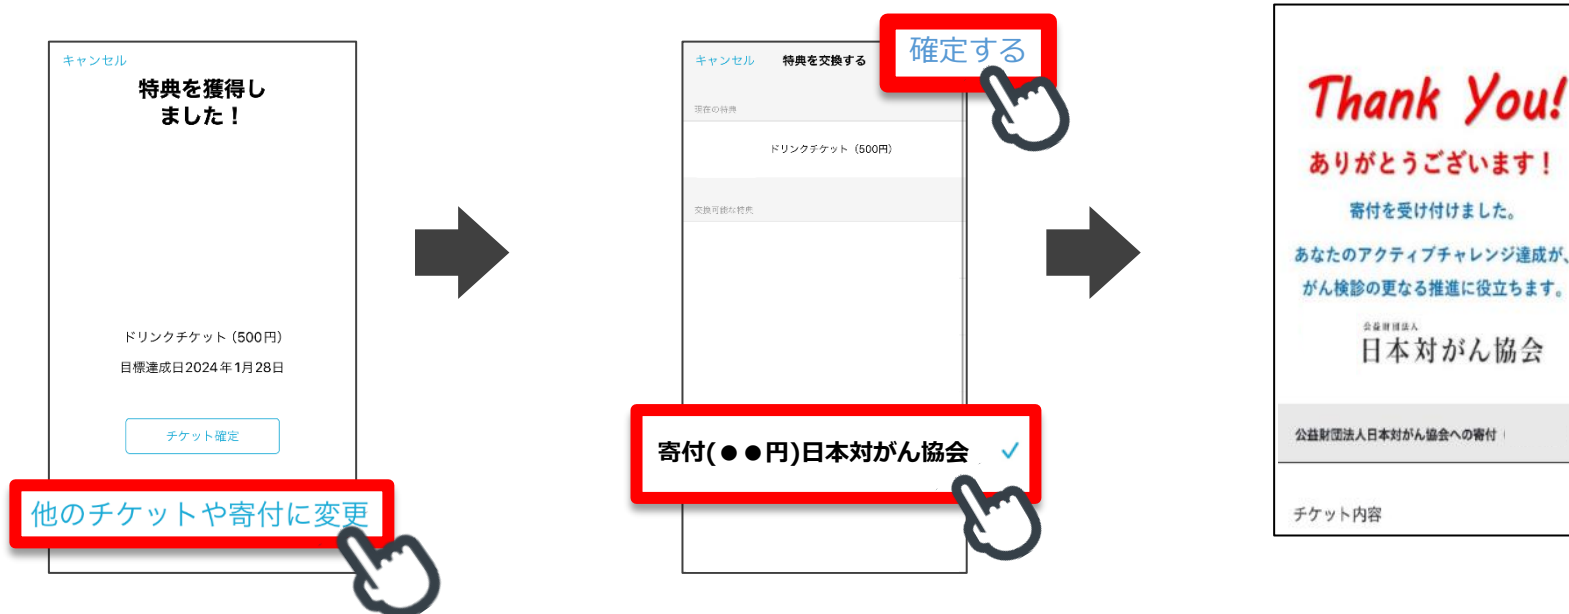 キャンセル
特典を獲得し
ました！
ドリンクチケット（500円）
目標達成日2024年1月28日
チケット確定
他のチケットや寄付に変更
キャンセル
特典を交換する
確定する
現在の特典
ドリンクチケット（500円）
交換可能な特典
寄付(●●円)日本対がん協会
Thank You!
ありがとうございます！
寄付を受け付けました。
あなたのアクティブチャレンジ達成が、
がん検診の更なる推進に役立ちます。
公益財団法人
日本対がん協会
公益財団法人日本対がん協会への寄付
チケット内容